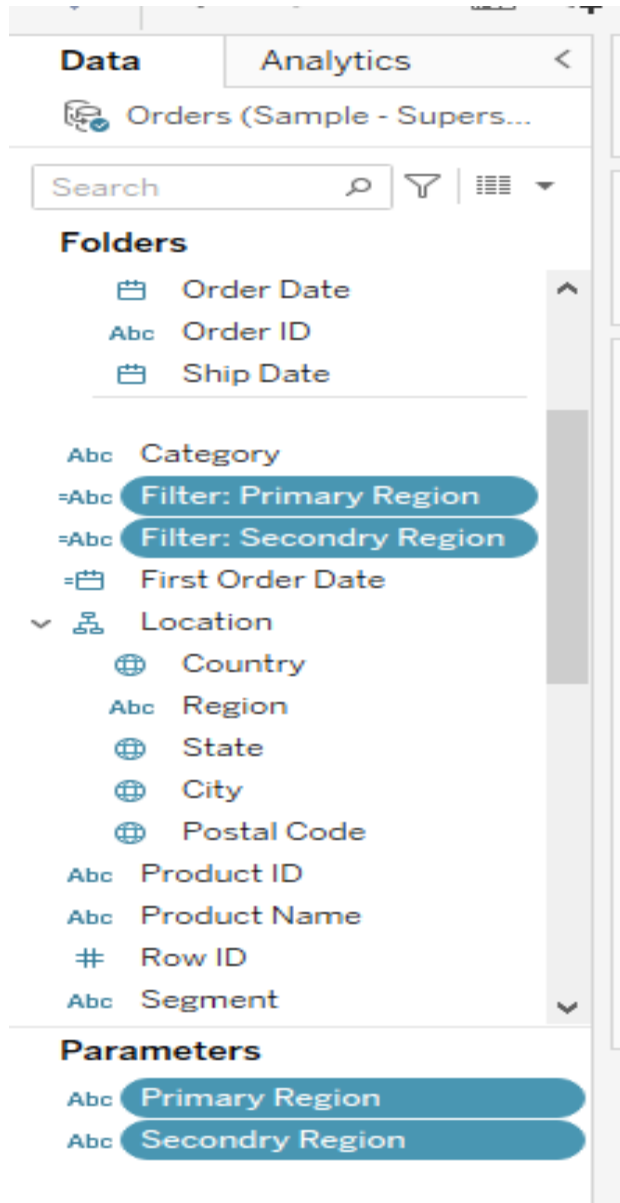 Data Analytics <
Orders (Sample - Supers...
Search
Folders
Order Date
Abc Order ID
Ship Date
Abc Category
=Abc Filter: Primary Region
=Abc Filter: Secondry Region
= First Order Date
Location
Country
Abc Region
State
City
Postal Code
Abc Product ID
Abc Product Name
# Row ID
Abc Segment
Parameters
Abc Primary Region
Abc Secondry Region